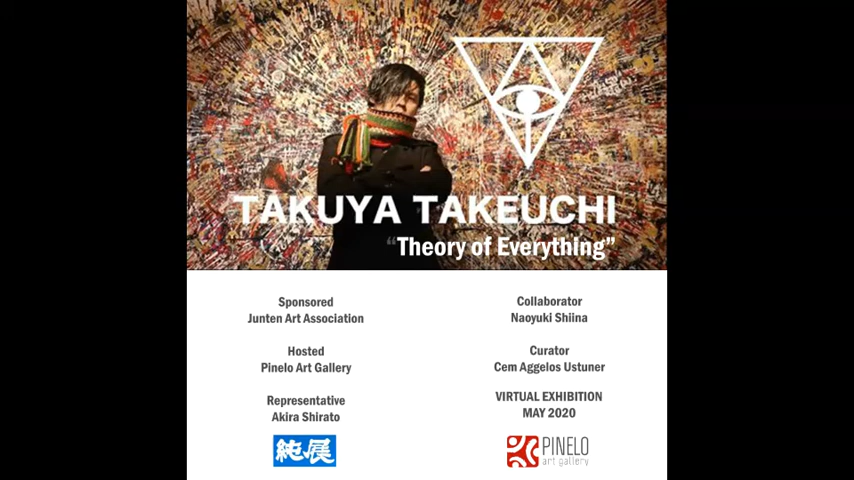 TAKUYA TAKEUCHI
“Theory of Everything”
Sponsored
Junten Art Association
Hosted
Pinelo Art Gallery
Representative
Akira Shirato
純展
Collaborator
Naoyuki Shiina
Curator
Cem Aggelos Ustuner
VIRTUAL EXHIBITION
MAY 2020
PINELO
art gallery